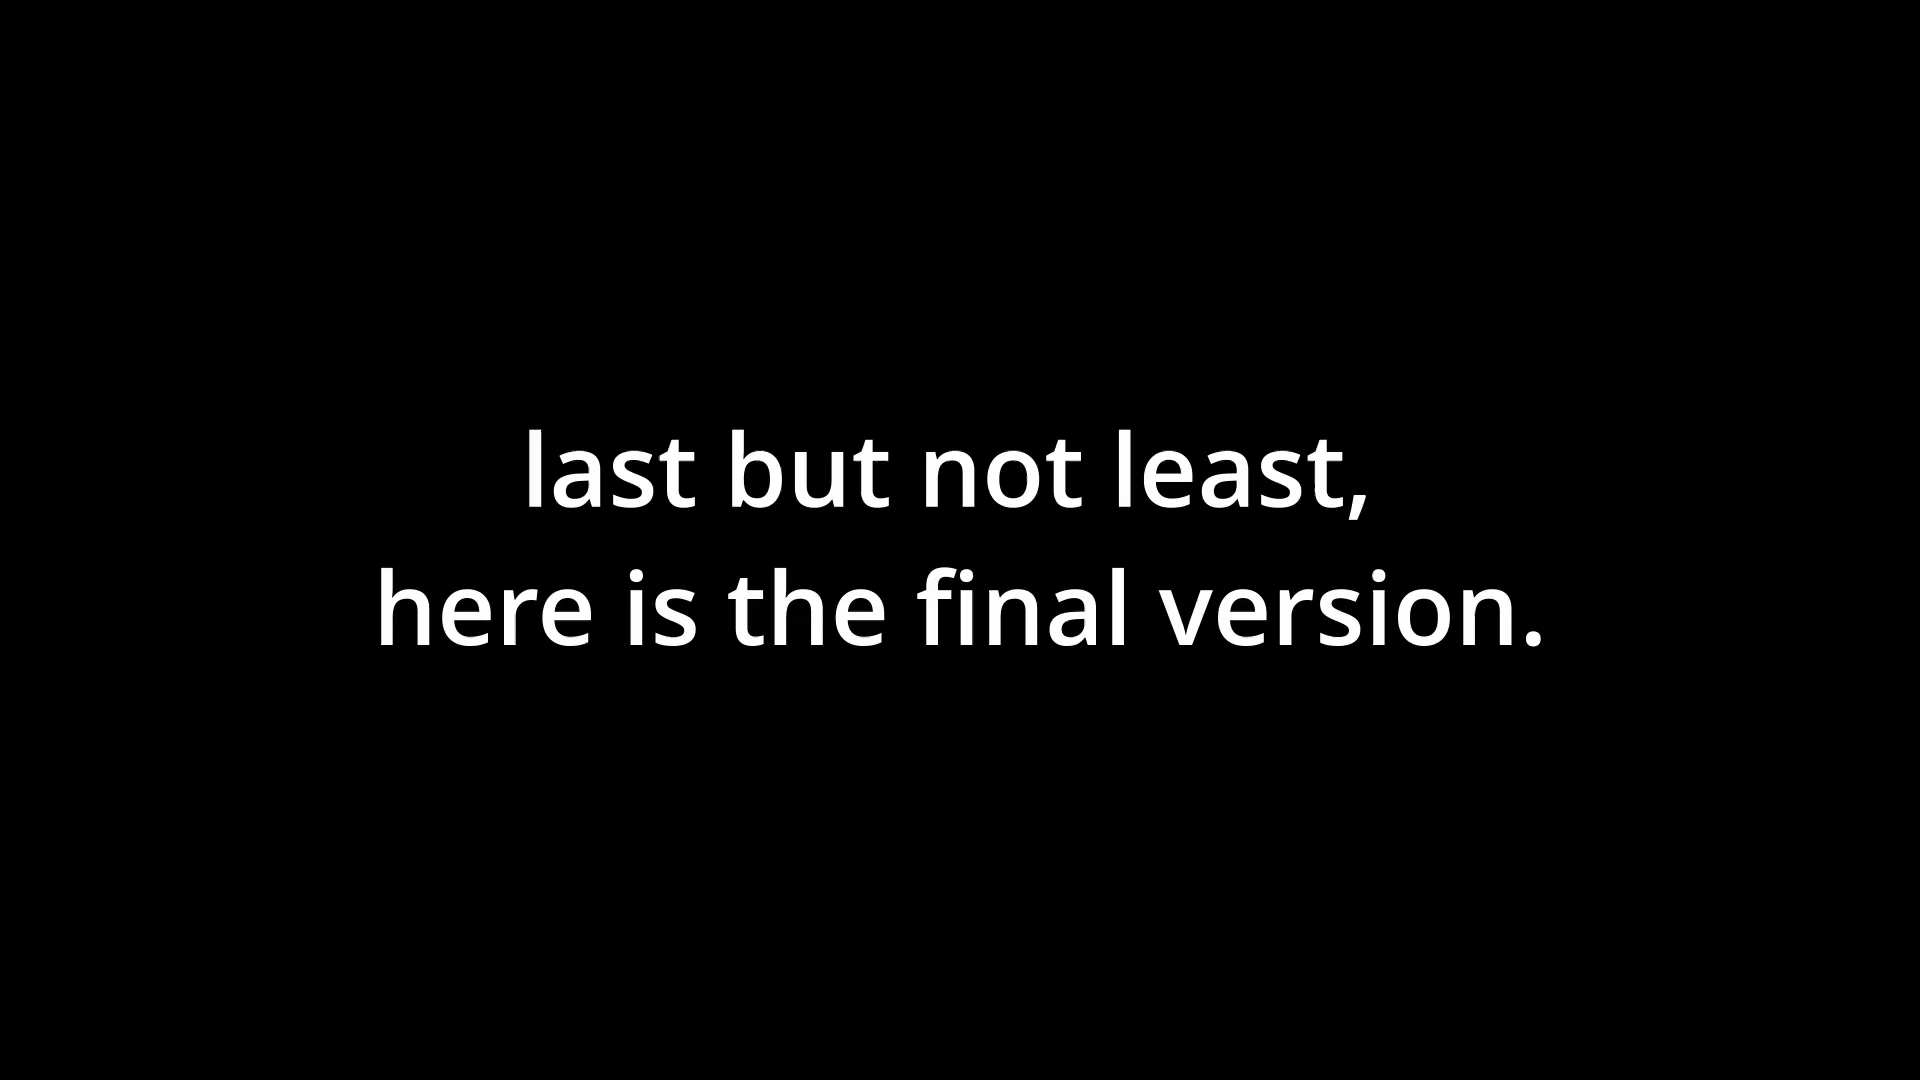 last but not least,
here is the final version.